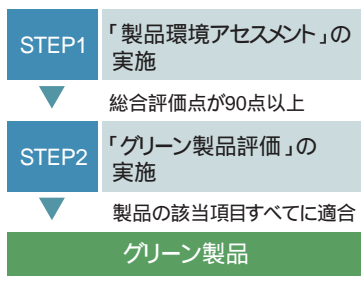 STEP1
「製品環境アセスメント」の
実施
総合評価点が90点以上
STEP2
「グリーン製品評価」の
実施
製品の該当項目すべてに適合
グリーン製品